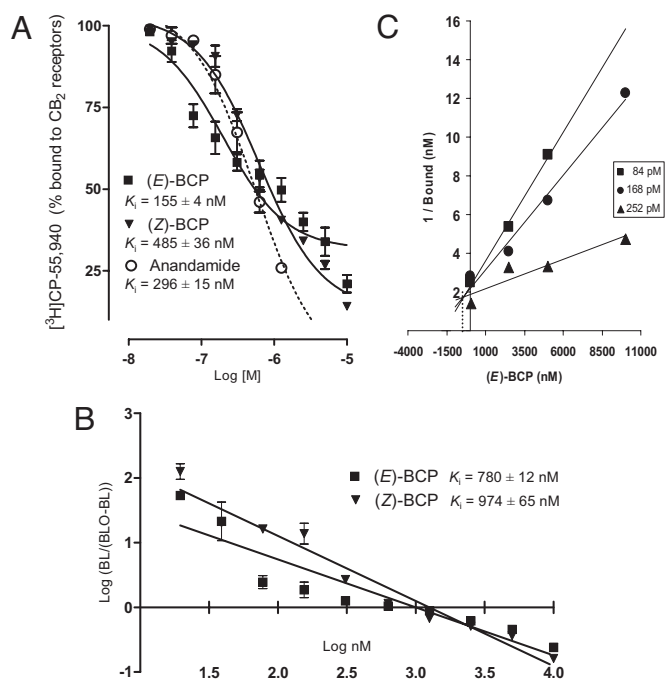 A
[³H]CP-55,940 (% bound to CB₂ receptors)
100
75
50
25
(E)-BCP
Kᵢ = 155 ± 4 nM
(Z)-BCP
Kᵢ = 485 ± 36 nM
Anandamide
Kᵢ = 296 ± 15 nM
-8 -7 -6 -5
Log [M]
C
1 / Bound (nM)
16
14
12
10
8
6
4
2
84 pM
168 pM
252 pM
-4000 -1500 1000 3500 6000 8500 11000
(E)-BCP (nM)
B
Log (BL/(BLO-BL))
3
2
1
0
-1
(E)-BCP Kᵢ = 780 ± 12 nM
(Z)-BCP Kᵢ = 974 ± 65 nM
Log nM
1.5 2.0 2.5 3.0 3.5 4.0